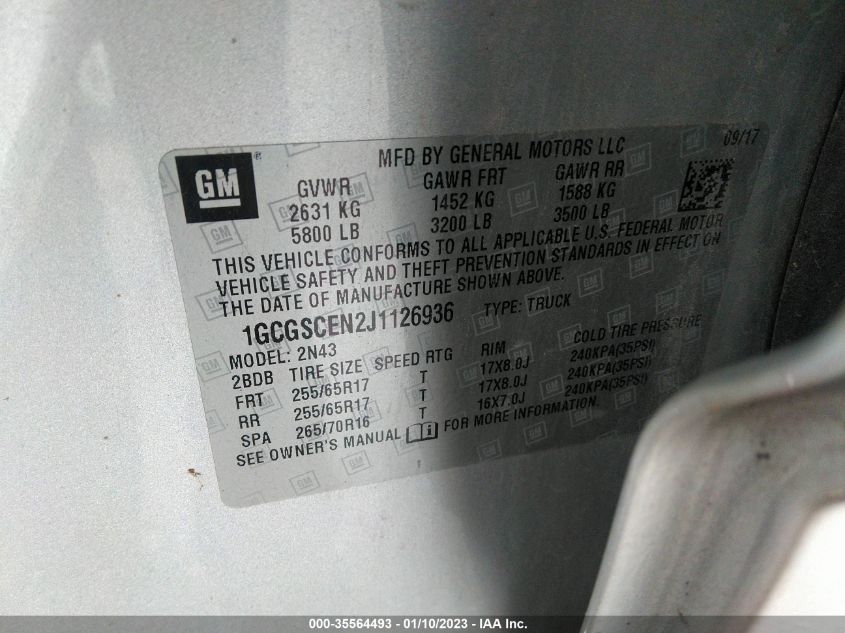 09/17
MFD BY GENERAL MOTORS LLC
GM ®
GVWR GAWR FRT GAWR RR
2631 KG 1452 KG 1588 KG
5800 LB 3200 LB 3500 LB
THIS VEHICLE CONFORMS TO ALL APPLICABLE U.S. FEDERAL MOTOR
VEHICLE SAFETY AND THEFT PREVENTION STANDARDS IN EFFECT ON
THE DATE OF MANUFACTURE SHOWN ABOVE.
1GCGSCEN2J1126936 TYPE: TRUCK
MODEL: 2N43
2BDB TIRE SIZE SPEED RTG RIM COLD TIRE PRESSURE
FRT 255/65R17 T 17X8.0J 240KPA(35PSI)
RR 255/65R17 T 17X8.0J 240KPA(35PSI)
SPA 265/70R16 T 16X7.0J 240KPA(35PSI)
SEE OWNER'S MANUAL i FOR MORE INFORMATION.
000-35564493 - 01/10/2023 - IAA Inc.